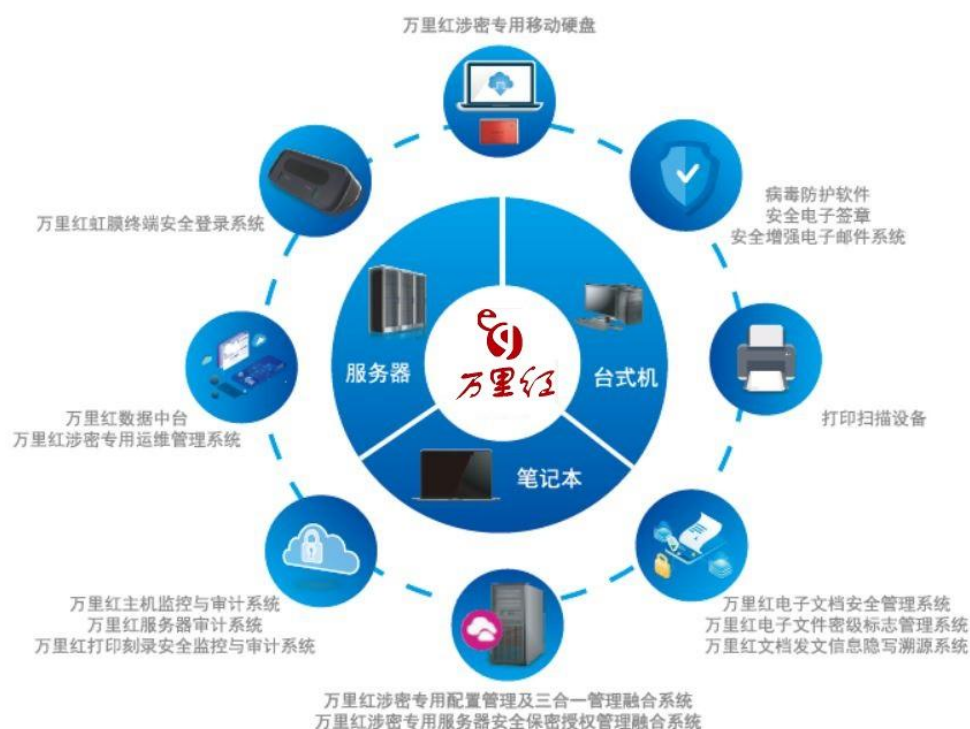 万里红涉密专用移动硬盘
病毒防护软件
安全电子签章
安全增强电子邮件系统
万里红虹膜终端安全登录系统
服务器
万里红
台式机
笔记本
打印扫描设备
万里红数据中台
万里红涉密专用运维管理系统
万里红主机监控与审计系统
万里红服务器审计系统
万里红打印刻录安全监控与审计系统
万里红电子文档安全管理系统
万里红电子文件密级标志管理系统
万里红文档发文信息隐写溯源系统
万里红涉密专用配置管理及三合一管理融合系统
万里红涉密专用服务器安全保密授权管理融合系统